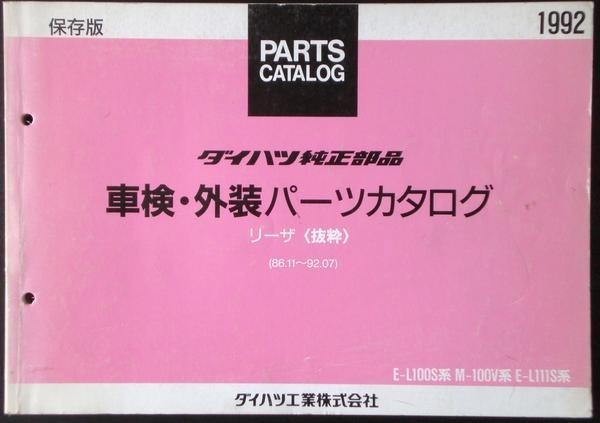 保存版
1992
PARTS
CATALOG
ダイハツ純正部品
車検・外装パーツカタログ
リーザ〈抜粋〉
(86.11〜92.07)
E-L100S系 M-100V系 E-L111S系
ダイハツ工業株式会社